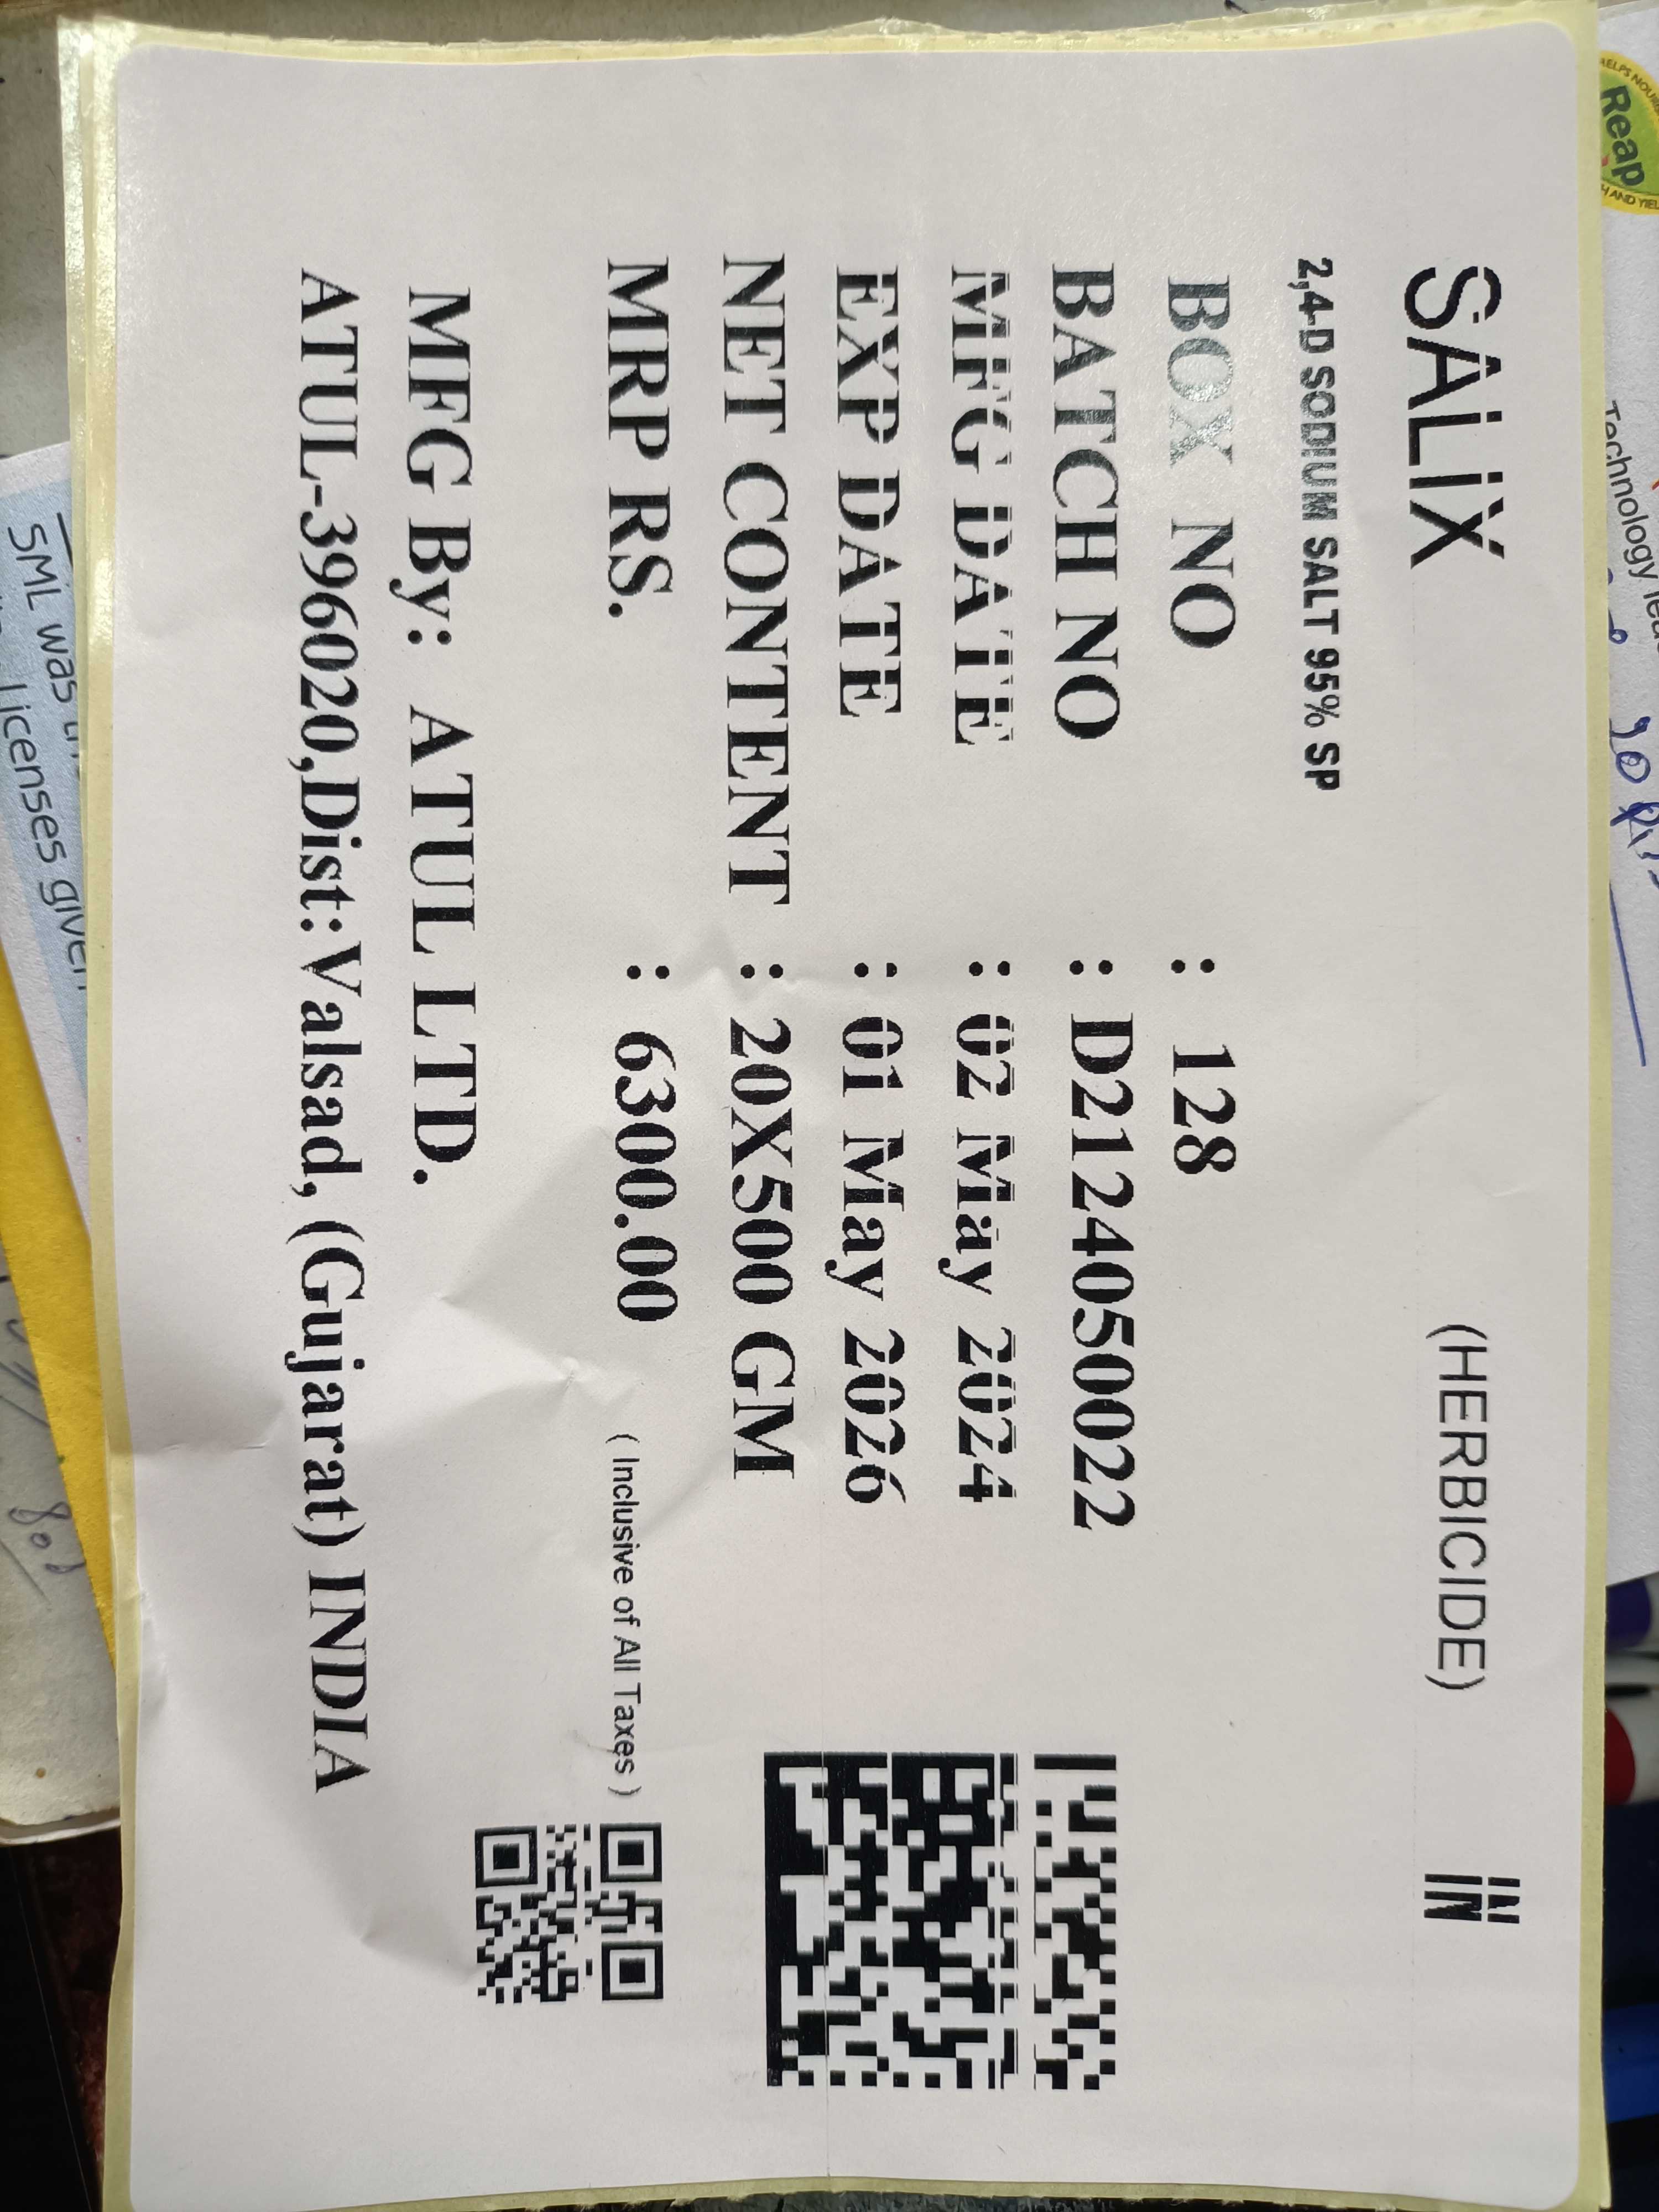 SALIX (HERBICIDE) IN
2,4-D SODIUM SALT 95% SP
BOX NO : 128
BATCH NO : D2124050022
MFG DATE : 02 May 2024
EXP DATE : 01 May 2026
NET CONTENT : 20X500 GM
MRP RS. : 6300.00 ( Inclusive of All Taxes )
MFG By: ATUL LTD.
ATUL-396020,Dist:Valsad, (Gujarat) INDIA
Reap
Technology
SML was
licenses given